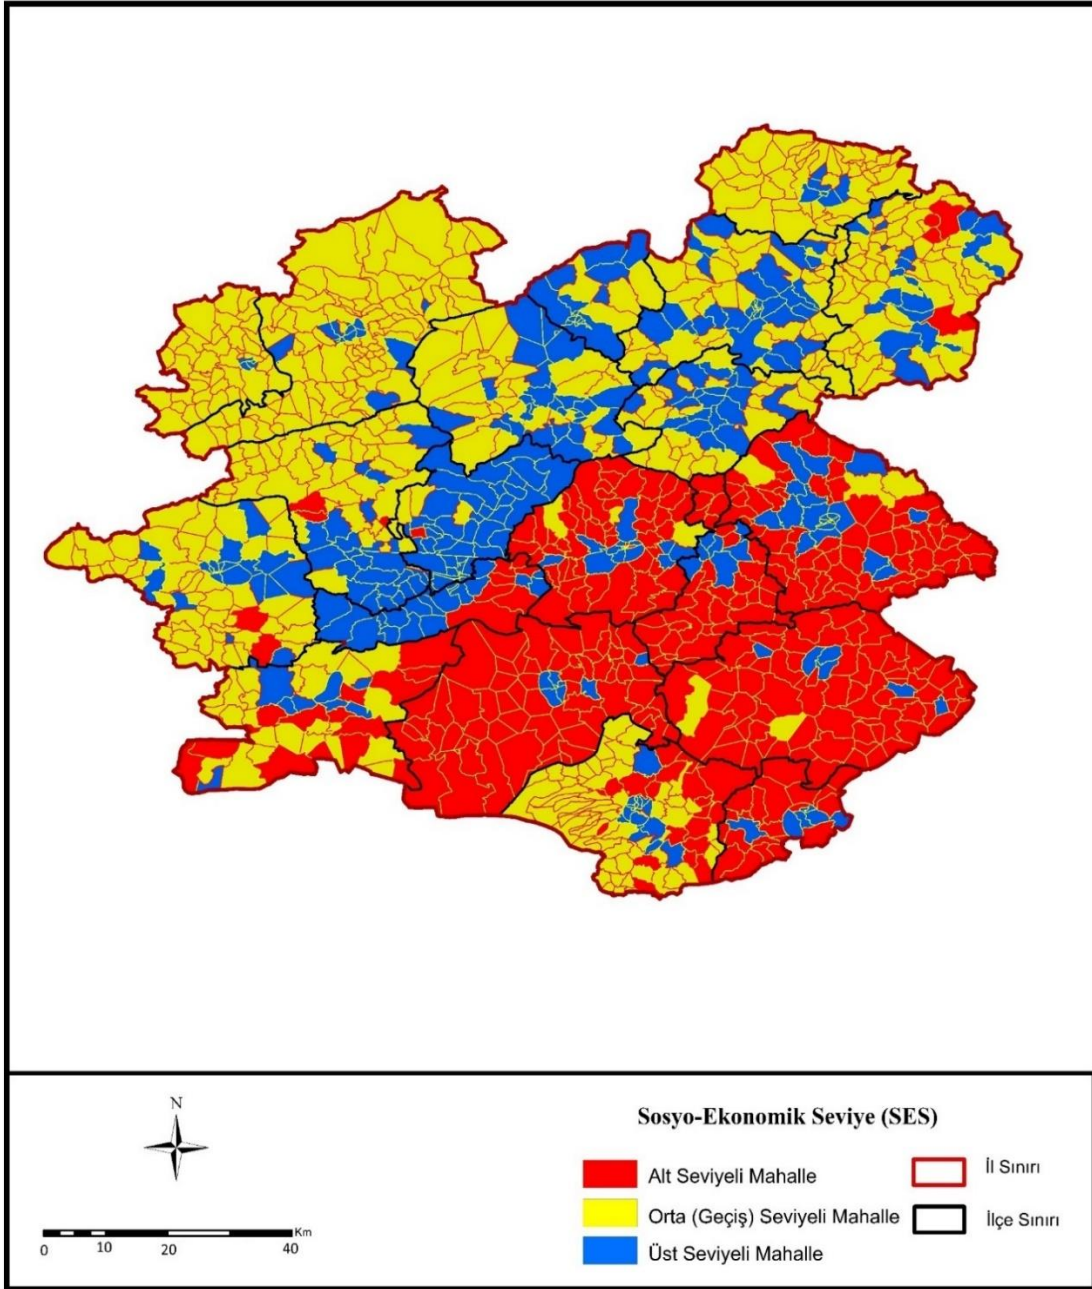 N
Km
0 10 20 40
Sosyo-Ekonomik Seviye (SES)
Alt Seviyeli Mahalle
Orta (Geçiş) Seviyeli Mahalle
Üst Seviyeli Mahalle
İl Sınırı
İlçe Sınırı